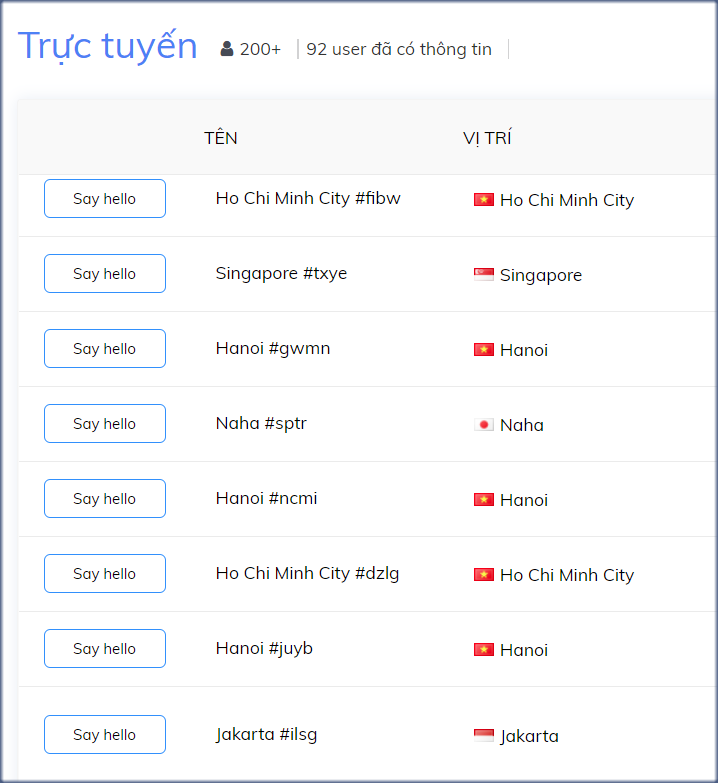 Trực tuyến 200+ | 92 user đã có thông tin |
TÊN VỊ TRÍ
Say hello Ho Chi Minh City #fibw Ho Chi Minh City
Say hello Singapore #txye Singapore
Say hello Hanoi #gwmn Hanoi
Say hello Naha #sptr Naha
Say hello Hanoi #ncmi Hanoi
Say hello Ho Chi Minh City #dzlg Ho Chi Minh City
Say hello Hanoi #juyb Hanoi
Say hello Jakarta #ilsg Jakarta